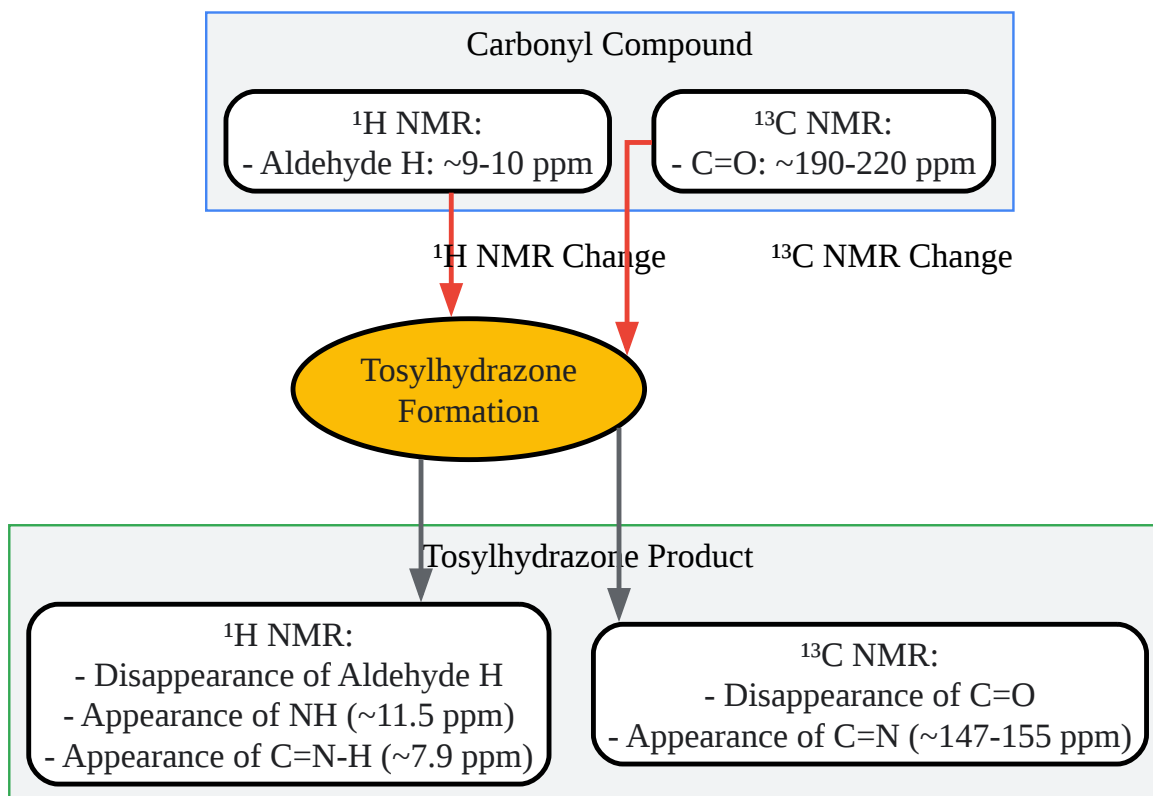 Carbonyl Compound
¹H NMR:
- Aldehyde H: ~9-10 ppm
¹³C NMR:
- C=O: ~190-220 ppm
¹H NMR Change
¹³C NMR Change
Tosylhydrazone
Formation
Tosylhydrazone Product
¹H NMR:
- Disappearance of Aldehyde H
- Appearance of NH (~11.5 ppm)
- Appearance of C=N-H (~7.9 ppm)
¹³C NMR:
- Disappearance of C=O
- Appearance of C=N (~147-155 ppm)